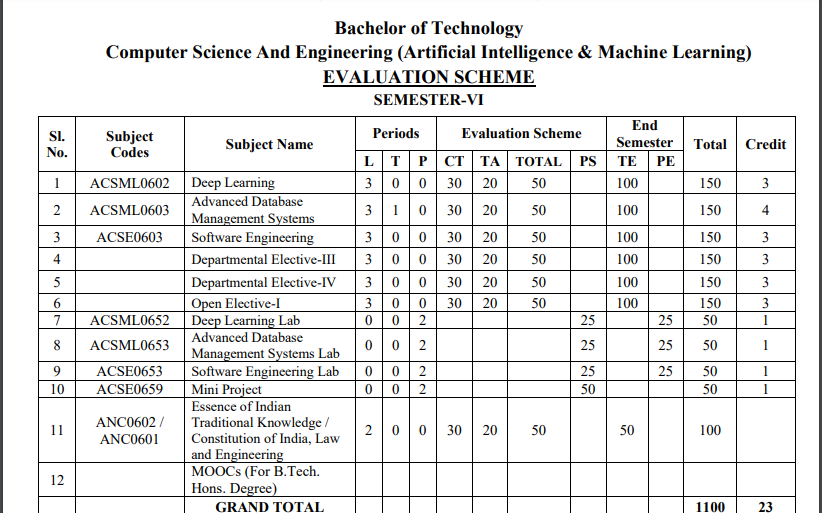 Bachelor of Technology
Computer Science And Engineering (Artificial Intelligence & Machine Learning)
EVALUATION SCHEME
SEMESTER-VI
Sl. No. Subject Codes Subject Name Periods Evaluation Scheme End Semester Total Credit
L T P CT TA TOTAL PS TE PE
1 ACSML0602 Deep Learning 3 0 0 30 20 50 100 150 3
2 ACSML0603 Advanced Database Management Systems 3 1 0 30 20 50 100 150 4
3 ACSE0603 Software Engineering 3 0 0 30 20 50 100 150 3
4 Departmental Elective-III 3 0 0 30 20 50 100 150 3
5 Departmental Elective-IV 3 0 0 30 20 50 100 150 3
6 Open Elective-I 3 0 0 30 20 50 100 150 3
7 ACSML0652 Deep Learning Lab 0 0 2 25 25 50 1
8 ACSML0653 Advanced Database Management Systems Lab 0 0 2 25 25 50 1
9 ACSE0653 Software Engineering Lab 0 0 2 25 25 50 1
10 ACSE0659 Mini Project 0 0 2 50 50 1
11 ANC0602 / ANC0601 Essence of Indian Traditional Knowledge / Constitution of India, Law and Engineering 2 0 0 30 20 50 50 100
12 MOOCs (For B.Tech. Hons. Degree)
GRAND TOTAL 1100 23